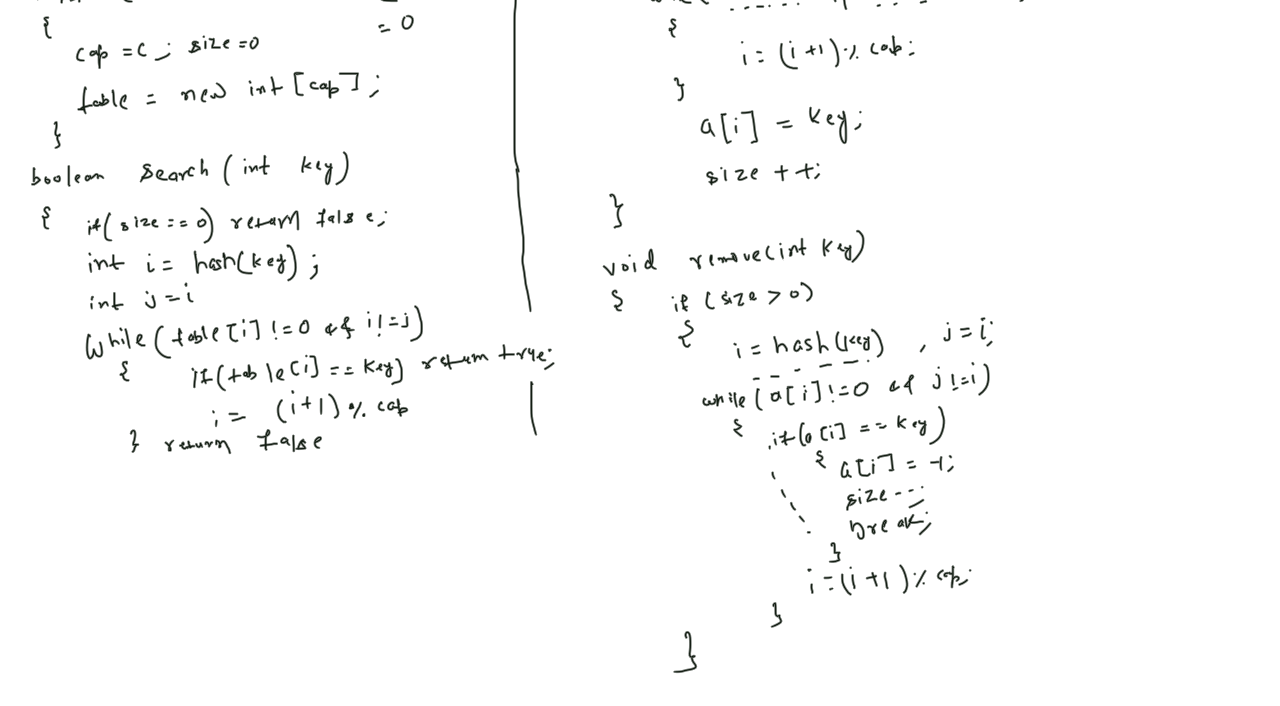 {
= 0
cap = C ; size = 0
table = new int [cap] ;
}
boolean search ( int key )
{ if( size == 0) return false;
int i = hash(key) ;
int j = i
while ( table [i] != 0 && i != j )
{ if( table [i] == key) return true;
i = (i+1) % cap
} return false
{
i = (i+1) % cap;
}
a[i] = key;
size ++;
}
void remove (int key)
{ if ( size > 0)
{ i = hash (key) , j = i;
while ( a[i] != 0 && j != i )
{ if( a[i] == key )
{ a[i] = -1;
size --;
break;
}
i = (i+1) % cap;
}
}